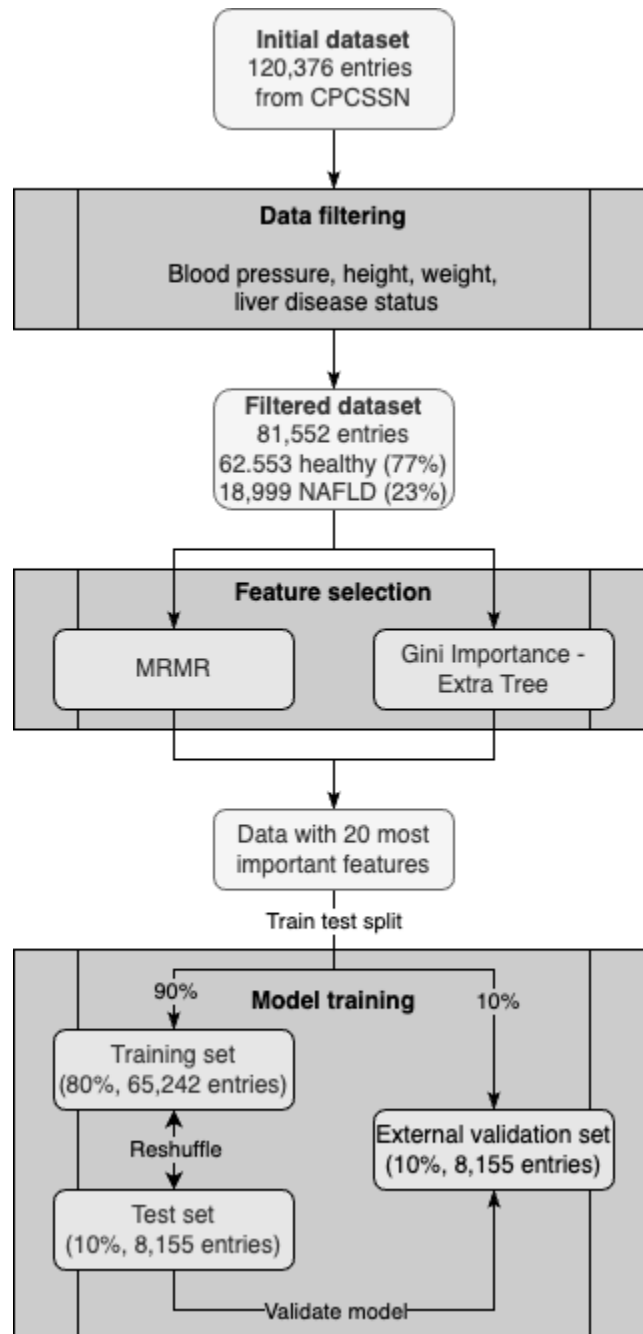 Initial dataset
120,376 entries
from CPCSSN
Data filtering
Blood pressure, height, weight,
liver disease status
Filtered dataset
81,552 entries
62.553 healthy (77%)
18,999 NAFLD (23%)
Feature selection
MRMR
Gini Importance -
Extra Tree
Data with 20 most
important features
Train test split
90%
Model training
10%
Training set
(80%, 65,242 entries)
Reshuffle
External validation set
(10%, 8,155 entries)
Test set
(10%, 8,155 entries)
Validate model